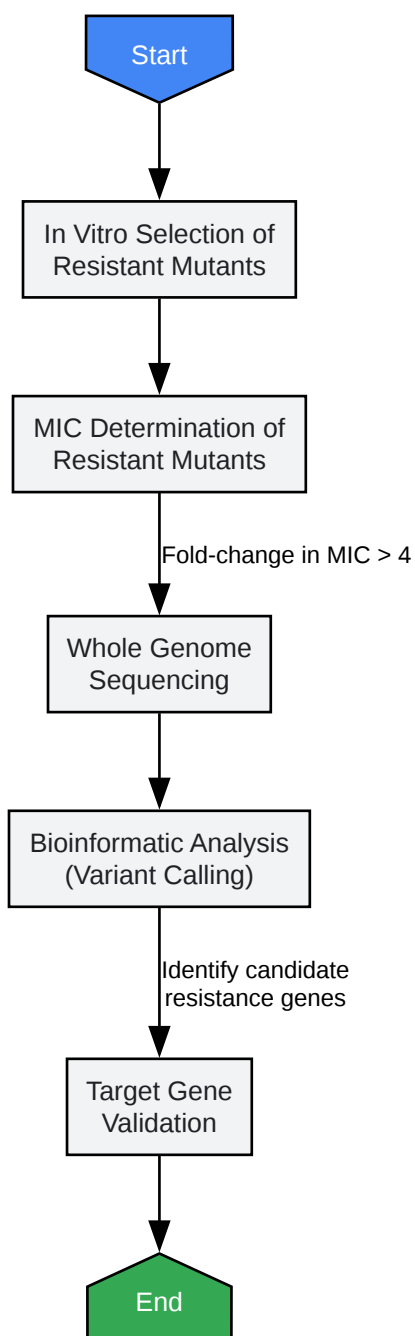 Start
In Vitro Selection of
Resistant Mutants
MIC Determination of
Resistant Mutants
Fold-change in MIC > 4
Whole Genome
Sequencing
Bioinformatic Analysis
(Variant Calling)
Identify candidate
resistance genes
Target Gene
Validation
End